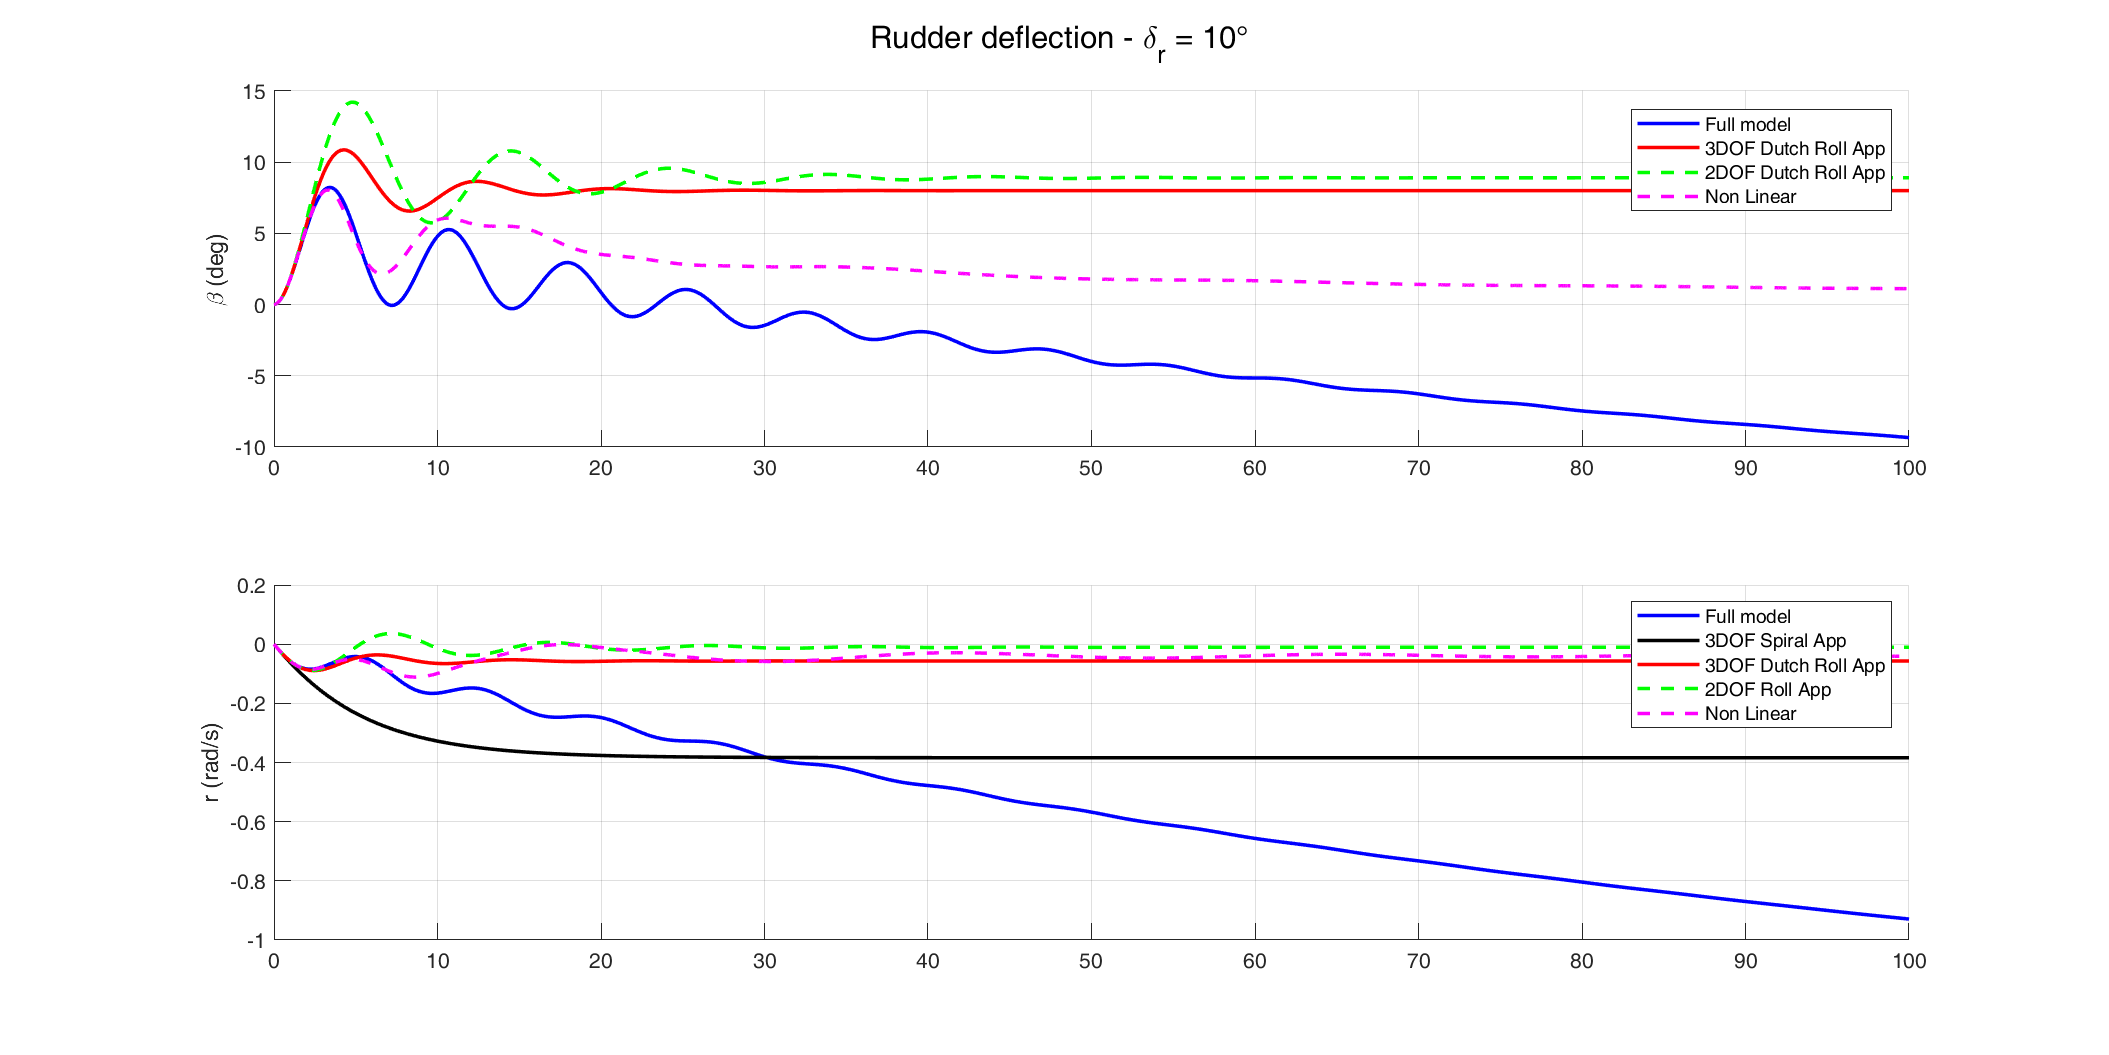 Rudder deflection - δr = 10°
15
10
5
0
-5
-10
β (deg)
0 10 20 30 40 50 60 70 80 90 100
Full model
3DOF Dutch Roll App
2DOF Dutch Roll App
Non Linear
0.2
0
-0.2
-0.4
-0.6
-0.8
-1
r (rad/s)
0 10 20 30 40 50 60 70 80 90 100
Full model
3DOF Spiral App
3DOF Dutch Roll App
2DOF Roll App
Non Linear